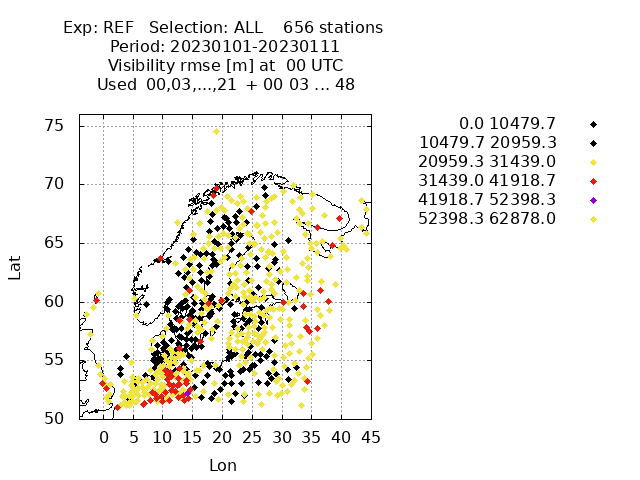 Exp: REF   Selection: ALL    656 stations
Period: 20230101-20230111
Visibility rmse [m] at  00 UTC
Used  00,03,...,21  + 00 03 ... 48
0.0 10479.7
10479.7 20959.3
20959.3 31439.0
31439.0 41918.7
41918.7 52398.3
52398.3 62878.0
75
70
65
60
55
50
Lat
0 5 10 15 20 25 30 35 40 45
Lon